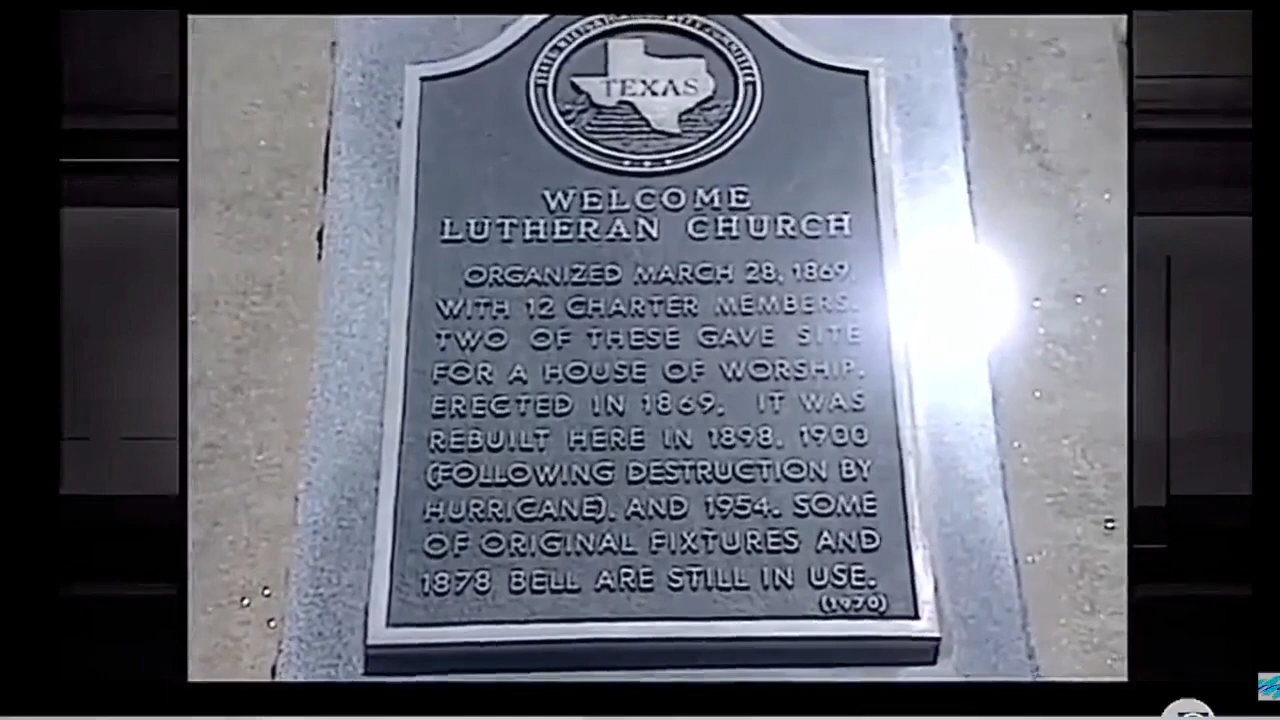 TEXAS
WELCOME
LUTHERAN CHURCH
ORGANIZED MARCH 28, 1869,
WITH 12 CHARTER MEMBERS.
TWO OF THESE GAVE SITE
FOR A HOUSE OF WORSHIP,
ERECTED IN 1869. IT WAS
REBUILT HERE IN 1898, 1900
(FOLLOWING DESTRUCTION BY
HURRICANE), AND 1954. SOME
OF ORIGINAL FIXTURES AND
1878 BELL ARE STILL IN USE.
(1970)